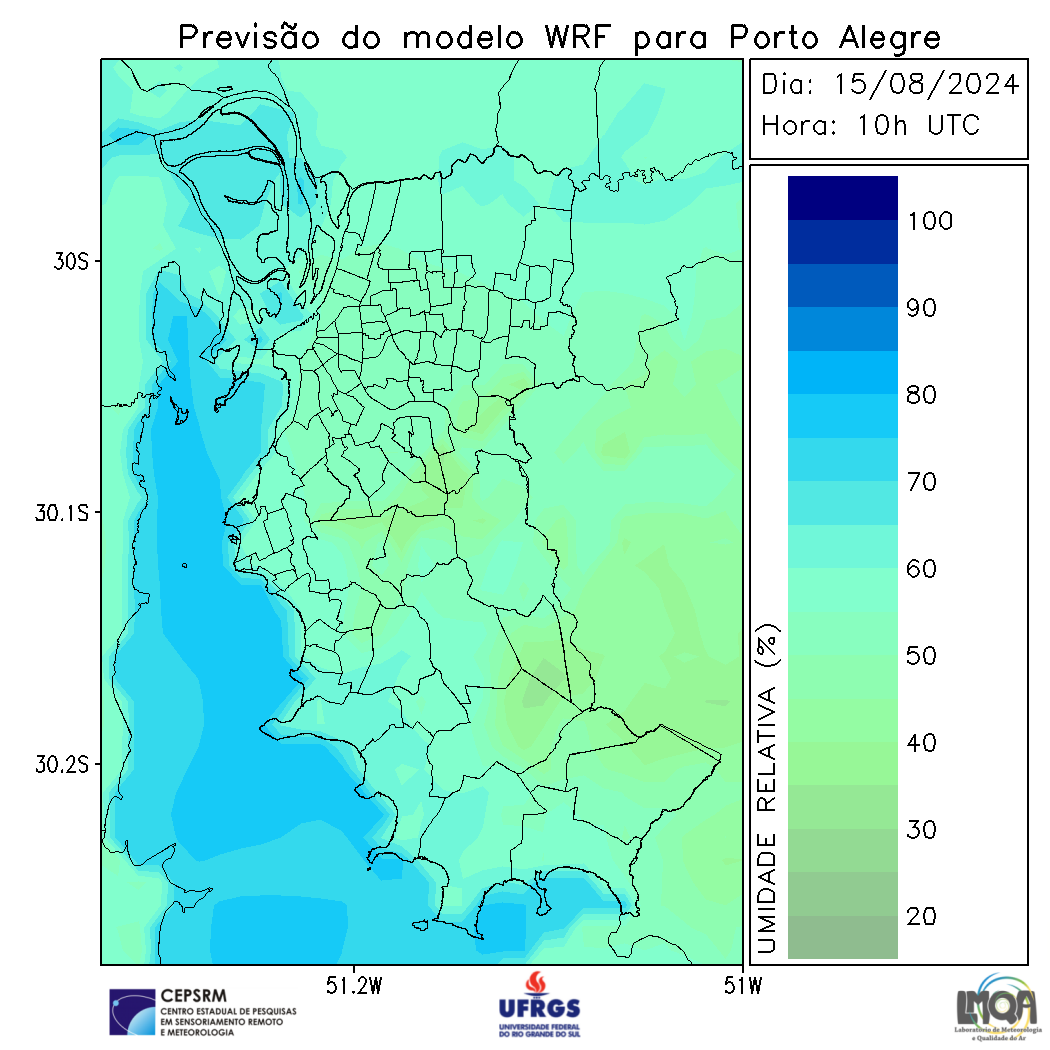 Previsão do modelo WRF para Porto Alegre
Dia: 15/08/2024
Hora: 10h UTC
30S
30.1S
30.2S
51.2W
51W
100
90
80
70
60
50
40
30
20
UMIDADE RELATIVA (%)
CEPSRM
CENTRO ESTADUAL DE PESQUISAS
EM SENSORIAMENTO REMOTO
E METEOROLOGIA
UFRGS
UNIVERSIDADE FEDERAL
DO RIO GRANDE DO SUL
LMQA
Laboratório de Meteorologia
e Qualidade do Ar